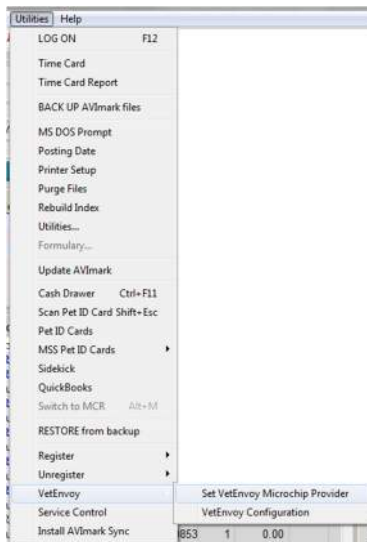 Utilities Help
LOG ON F12
Time Card
Time Card Report
BACK UP AVImark files
MS DOS Prompt
Posting Date
Printer Setup
Purge Files
Rebuild Index
Utilities...
Formulary...
Update AVImark
Cash Drawer Ctrl+F11
Scan Pet ID Card Shift+Esc
Pet ID Cards
MSS Pet ID Cards
Sidekick
QuickBooks
Switch to MCR Alt+M
RESTORE from backup
Register
Unregister
VetEnvoy Set VetEnvoy Microchip Provider
Service Control VetEnvoy Configuration
Install AVImark Sync 853 1 0.00